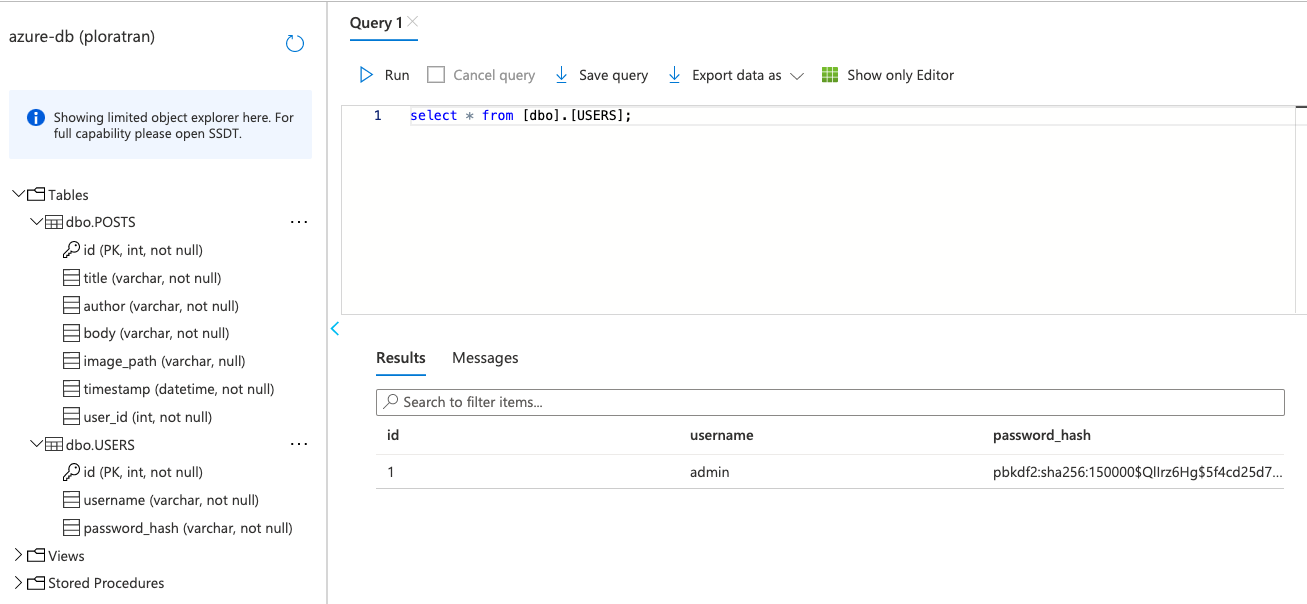 azure-db (ploratran)
Showing limited object explorer here. For
full capability please open SSDT.
Tables
dbo.POSTS ...
id (PK, int, not null)
title (varchar, not null)
author (varchar, not null)
body (varchar, not null)
image_path (varchar, null)
timestamp (datetime, not null)
user_id (int, not null)
dbo.USERS ...
id (PK, int, not null)
username (varchar, not null)
password_hash (varchar, not null)
Views
Stored Procedures
Query 1
Run Cancel query Save query Export data as Show only Editor
1 select * from [dbo].[USERS];
Results Messages
Search to filter items...
id username password_hash
1 admin pbkdf2:sha256:150000$QlIrz6Hg$5f4cd25d7...